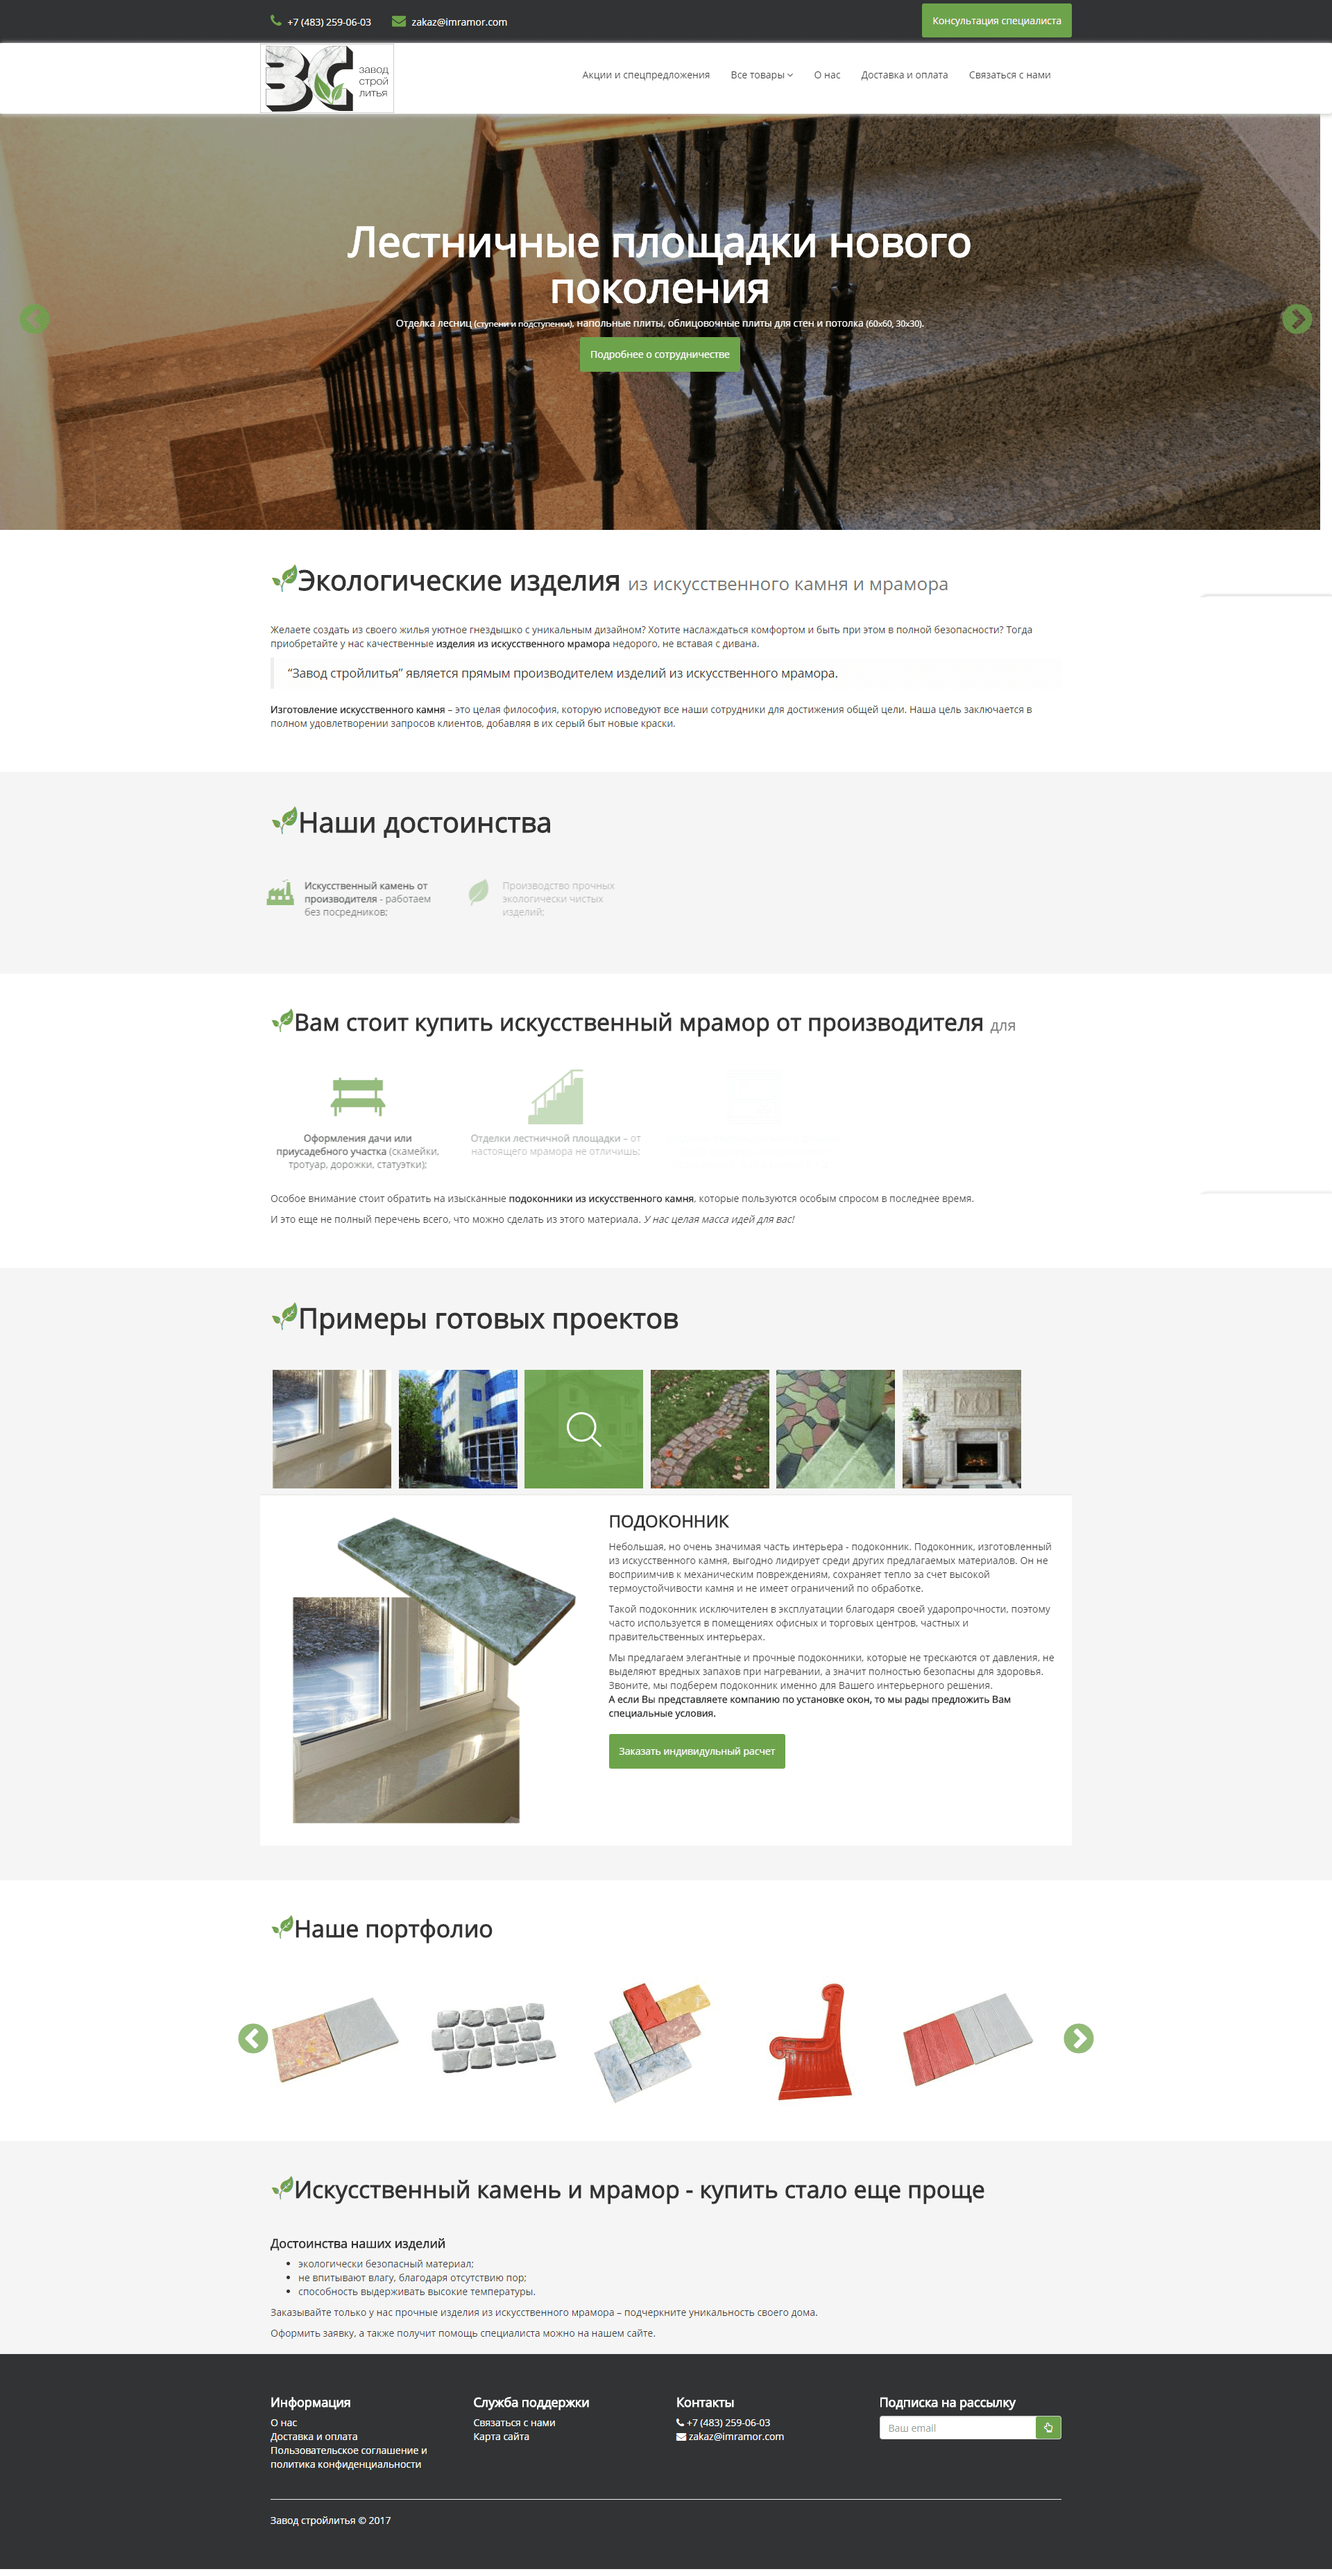 +7 (483) 259-06-03
zakaz@imramor.com
Консультация специалиста
завод
строй
литья
Акции и спецпредложения
Все товары
О нас
Доставка и оплата
Связаться с нами
Лестничные площадки нового
поколения
Отделка лесниц (ступени и подступенки), напольные плиты, облицовочные плиты для стен и потолка (60х60, 30х30).
Подробнее о сотрудничестве
Экологические изделия из искусственного камня и мрамора
Желаете создать из своего жилья уютное гнездышко с уникальным дизайном? Хотите наслаждаться комфортом и быть при этом в полной безопасности? Тогда
приобретайте у нас качественные изделия из искусственного мрамора недорого, не вставая с дивана.
“Завод стройлитья” является прямым производителем изделий из искусственного мрамора.
Изготовление искусственного камня – это целая философия, которую исповедуют все наши сотрудники для достижения общей цели. Наша цель заключается в
полном удовлетворении запросов клиентов, добавляя в их серый быт новые краски.
Наши достоинства
Искусственный камень от
производителя - работаем
без посредников;
Производство прочных
экологически чистых
изделий;
Вам стоит купить искусственный мрамор от производителя для
Оформления дачи или
приусадебного участка (скамейки,
тротуар, дорожки, статуэтки);
Отделки лестничной площадки – от
настоящего мрамора не отличишь;
Особое внимание стоит обратить на изысканные подоконники из искусственного камня, которые пользуются особым спросом в последнее время.
И это еще не полный перечень всего, что можно сделать из этого материала. У нас целая масса идей для вас!
Примеры готовых проектов
ПОДОКОННИК
Небольшая, но очень значимая часть интерьера - подоконник. Подоконник, изготовленный
из искусственного камня, выгодно лидирует среди других предлагаемых материалов. Он не
восприимчив к механическим повреждениям, сохраняет тепло за счет высокой
термоустойчивости камня и не имеет ограничений по обработке.
Такой подоконник исключителен в эксплуатации благодаря своей ударопрочности, поэтому
часто используется в помещениях офисных и торговых центров, частных и
правительственных интерьерах.
Мы предлагаем элегантные и прочные подоконники, которые не трескаются от давления, не
выделяют вредных запахов при нагревании, а значит полностью безопасны для здоровья.
Звоните, мы подберем подоконник именно для Вашего интерьерного решения.
А если Вы представляете компанию по установке окон, то мы рады предложить Вам
специальные условия.
Заказать индивидульный расчет
Наше портфолио
Искусственный камень и мрамор - купить стало еще проще
Достоинства наших изделий
экологически безопасный материал;
не впитывают влагу, благодаря отсутствию пор;
способность выдерживать высокие температуры.
Заказывайте только у нас прочные изделия из искусственного мрамора – подчеркните уникальность своего дома.
Оформить заявку, а также получит помощь специалиста можно на нашем сайте.
Информация
О нас
Доставка и оплата
Пользовательское соглашение и
политика конфиденциальности
Служба поддержки
Связаться с нами
Карта сайта
Контакты
+7 (483) 259-06-03
zakaz@imramor.com
Подписка на рассылку
Ваш email
Завод стройлитья © 2017